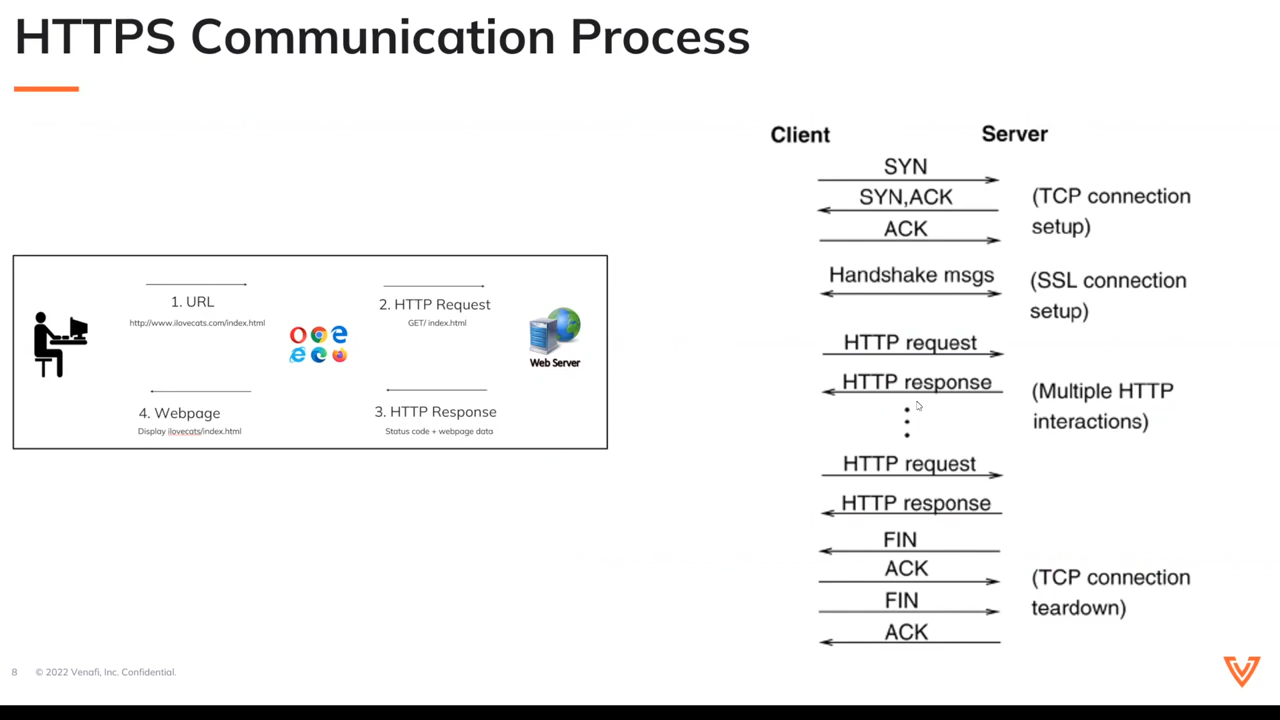 HTTPS Communication Process
1. URL
http://www.ilovecats.com/index.html
2. HTTP Request
GET/ index.html
Web Server
4. Webpage
Display ilovecats/index.html
3. HTTP Response
Status code + webpage data
Client
Server
SYN
SYN,ACK
ACK
(TCP connection
setup)
Handshake msgs
(SSL connection
setup)
HTTP request
HTTP response
(Multiple HTTP
interactions)
HTTP request
HTTP response
FIN
ACK
FIN
ACK
(TCP connection
teardown)
8
© 2022 Venafi, Inc. Confidential.